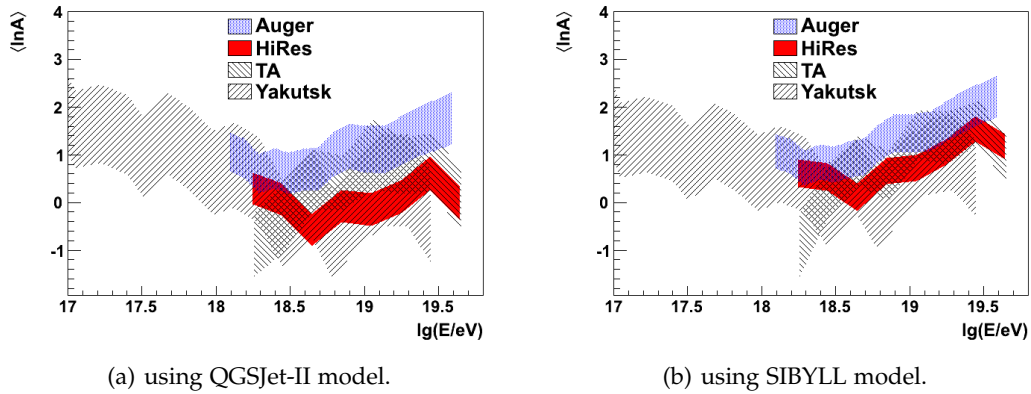 ⟨lnA⟩
4
3
2
1
0
-1
Auger
HiRes
TA
Yakutsk
17 17.5 18 18.5 19 19.5
lg(E/eV)
(a) using QGSJet-II model.
⟨lnA⟩
4
3
2
1
0
-1
Auger
HiRes
TA
Yakutsk
17 17.5 18 18.5 19 19.5
lg(E/eV)
(b) using SIBYLL model.